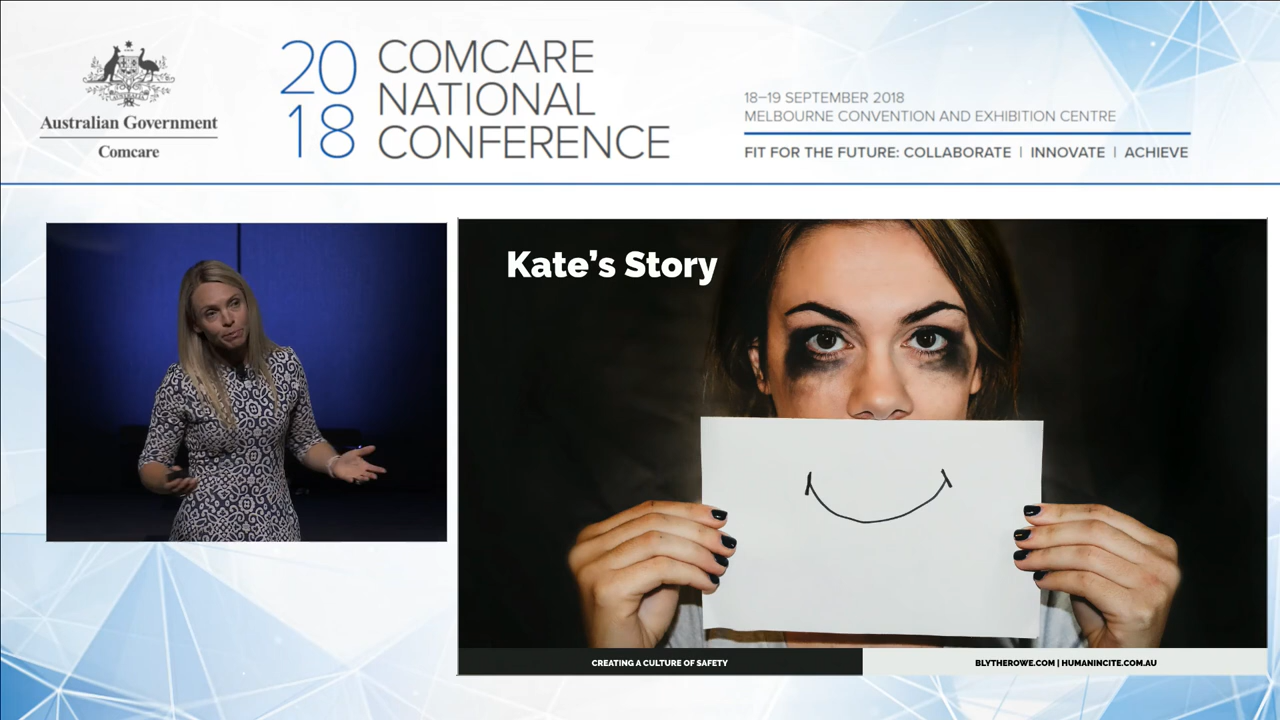 Australian Government
Comcare
20
18
COMCARE
NATIONAL
CONFERENCE
18–19 SEPTEMBER 2018
MELBOURNE CONVENTION AND EXHIBITION CENTRE
FIT FOR THE FUTURE: COLLABORATE | INNOVATE | ACHIEVE
Kate’s Story
CREATING A CULTURE OF SAFETY
BLYTHEROWE.COM | HUMANINCITE.COM.AU